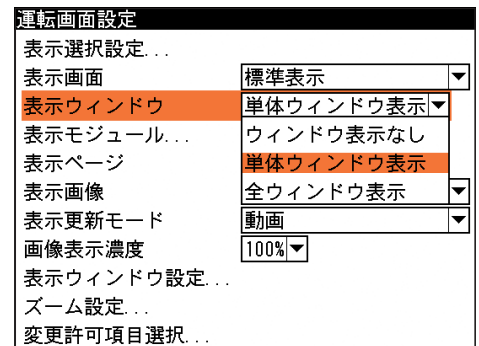 運転画面設定
表示選択設定...
表示画面 標準表示
表示ウィンドウ 単体ウィンドウ表示
表示モジュール... ウィンドウ表示なし
表示ページ 単体ウィンドウ表示
表示画像 全ウィンドウ表示
表示更新モード 動画
画像表示濃度 100%
表示ウィンドウ設定...
ズーム設定...
変更許可項目選択...